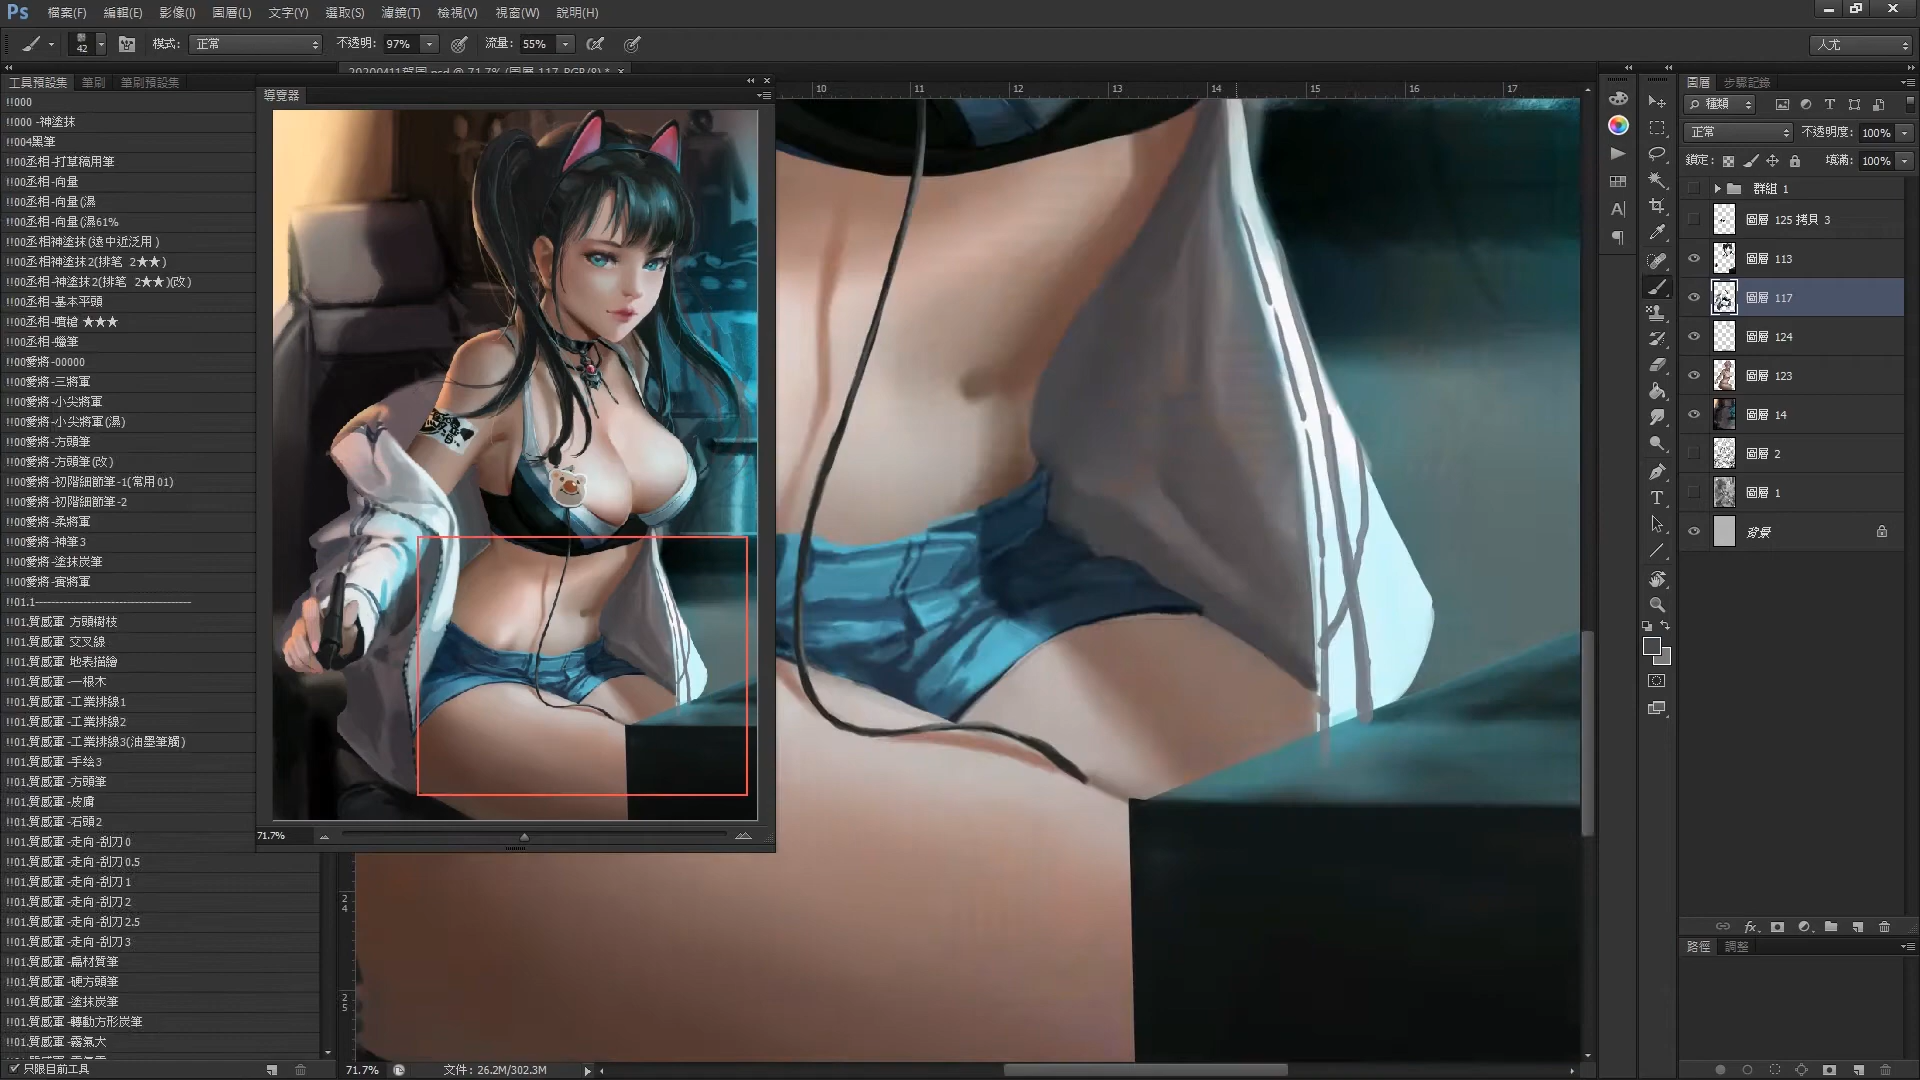 Ps 檔案(F) 編輯(E) 影像(I) 圖層(L) 文字(Y) 選取(S) 濾鏡(T) 檢視(V) 視窗(W) 說明(H)
42 模式: 正常 不透明: 97% 流量: 55% 人尤
工具預設集 筆刷 筆刷預設集
!!000
!!000 -神塗抹
!!004黑筆
!!00丞相-打草稿用筆
!!00丞相-向量
!!00丞相-向量(濕
!!00丞相-向量(濕61%
!!00丞相神塗抹(遠中近泛用 )
!!00丞相神塗抹2(排笔 2★★)
!!00丞相-神塗抹2(排笔 2★★)(改)
!!00丞相-基本平頭
!!00丞相-噴槍 ★★★
!!00丞相-蠟筆
!!00愛將-00000
!!00愛將-三將軍
!!00愛將-小尖將軍
!!00愛將-小尖將軍(濕)
!!00愛將-方頭筆
!!00愛將-方頭筆(改)
!!00愛將-初階細節筆-1(常用01)
!!00愛將-初階細節筆-2
!!00愛將-柔將軍
!!00愛將-神筆3
!!00愛將-塗抹炭筆
!!00愛將-賓將軍
!!01.1----------------------------------------
!!01.質感軍 方頭樹枝
!!01.質感軍 交叉線
!!01.質感軍 地表描繪
!!01.質感軍-一根木
!!01.質感軍-工業排線1
!!01.質感軍-工業排線2
!!01.質感軍-工業排線3(油墨筆觸)
!!01.質感軍-手绘3
!!01.質感軍-方頭筆
!!01.質感軍-皮膚
!!01.質感軍-石頭2
!!01.質感軍-走向-刮刀0
!!01.質感軍-走向-刮刀0.5
!!01.質感軍-走向-刮刀1
!!01.質感軍-走向-刮刀2
!!01.質感軍-走向-刮刀2.5
!!01.質感軍-走向-刮刀3
!!01.質感軍-扁材質筆
!!01.質感軍-硬方頭筆
!!01.質感軍-塗抹炭筆
!!01.質感軍-轉動方形炭筆
!!01.質感軍-霧氣大
只限目前工具
導覽器
71.7%
10 11 12 13 14 15 16 17
24
25
71.7% 文件: 26.2M/302.3M
圖層 步驟記錄
種類
正常 不透明度: 100%
鎖定: 填滿: 100%
群組 1
圖層 125 拷貝 3
圖層 113
圖層 117
圖層 124
圖層 123
圖層 14
圖層 2
圖層 1
背景
fx
路徑 調整